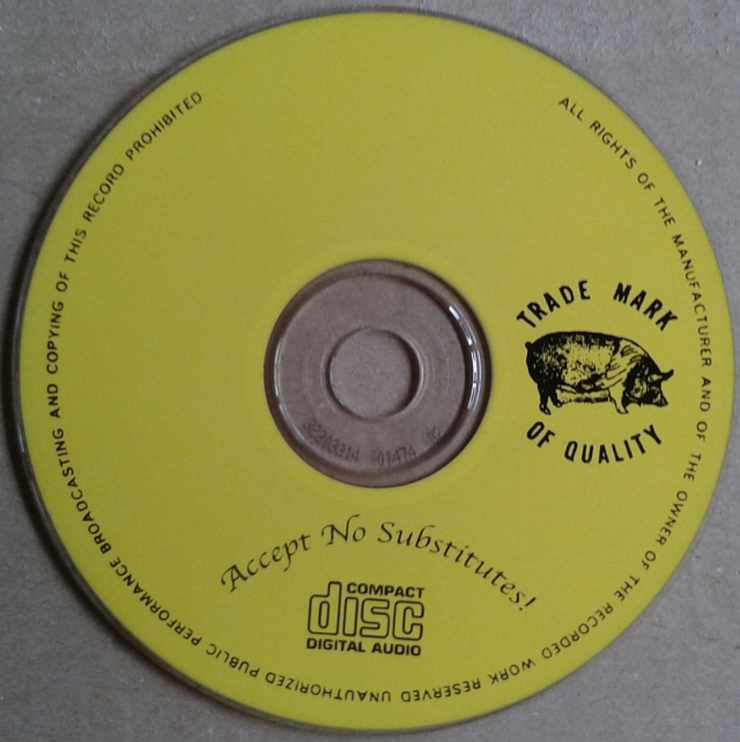 ALL RIGHTS OF THE MANUFACTURER AND OF THE OWNER OF THE RECORDED WORK RESERVED UNAUTHORIZED PUBLIC PERFORMANCE BROADCASTING AND COPYING OF THIS RECORD PROHIBITED
TRADE MARK
OF QUALITY
01474
Accept No Substitutes!
COMPACT
disc
DIGITAL AUDIO